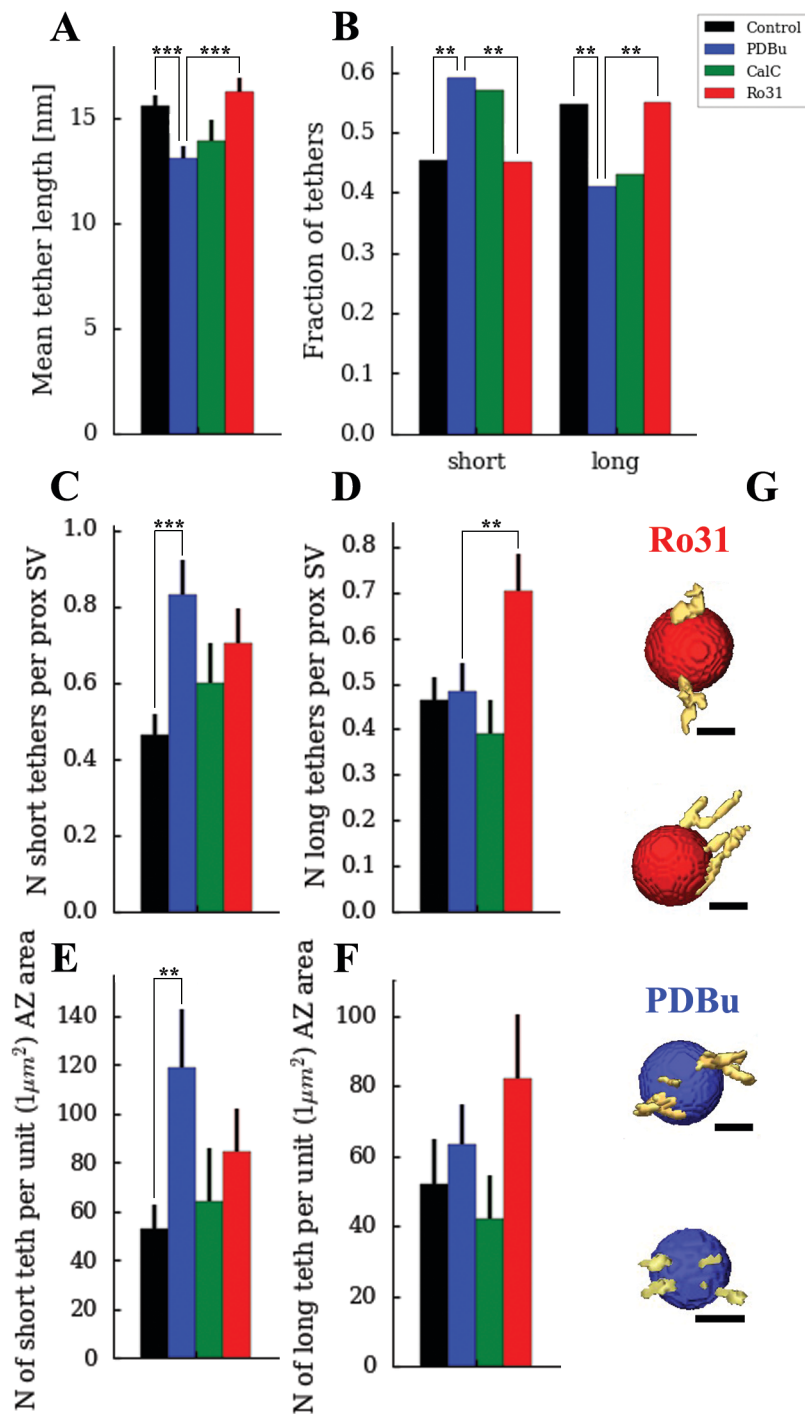 A
B
Control
PDBu
CalC
Ro31
*** ***
** ** ** **
Mean tether length [nm]
15
10
5
0
Fraction of tethers
0.6
0.5
0.4
0.3
0.2
0.1
0.0
short long
C
D
G
***
N short tethers per prox SV
1.0
0.8
0.6
0.4
0.2
0.0
**
N long tethers per prox SV
0.8
0.7
0.6
0.5
0.4
0.3
0.2
0.1
0.0
Ro31
E
F
**
N of short teth per unit (1μm²) AZ area
140
120
100
80
60
40
20
0
N of long teth per unit (1μm²) AZ area
100
80
60
40
20
0
PDBu